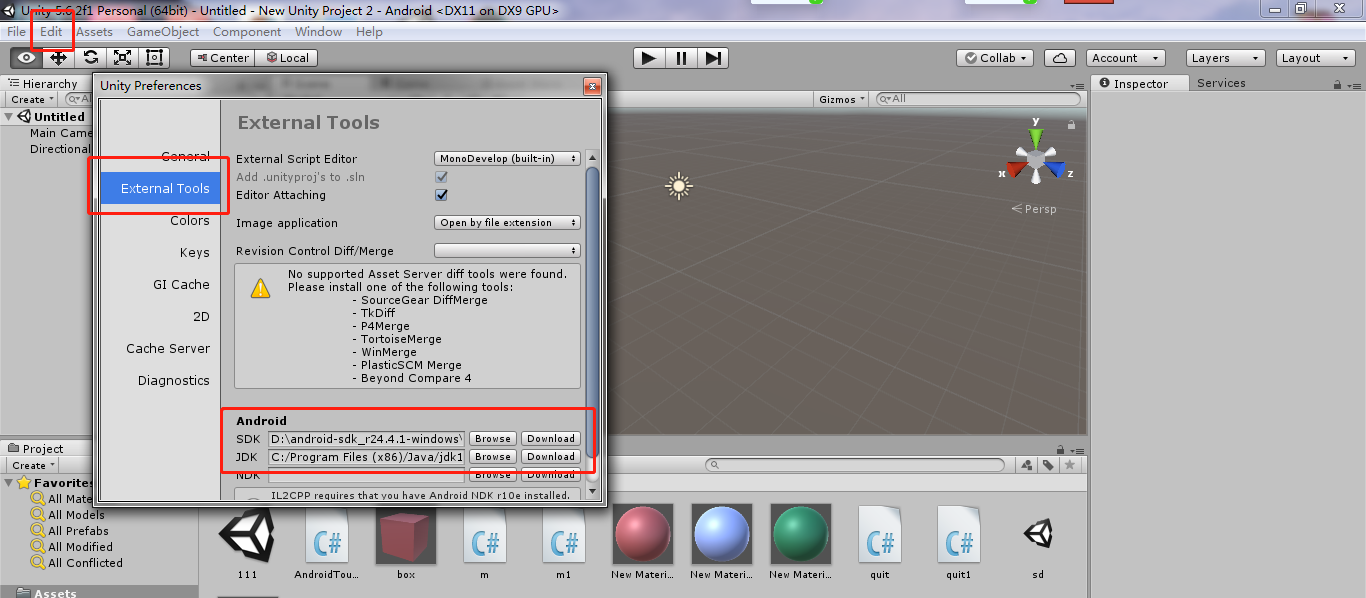 Unity 5.6.2f1 Personal (64bit) - Untitled - New Unity Project 2 - Android <DX11 on DX9 GPU>
File Edit Assets GameObject Component Window Help
Center Local Collab Account Layers Layout
Hierarchy
Create All
Untitled
Main Came
Directional
Unity Preferences
General
External Tools
Colors
Keys
GI Cache
2D
Cache Server
Diagnostics
External Tools
External Script Editor MonoDevelop (built-in)
Add .unityproj's to .sln
Editor Attaching
Image application Open by file extension
Revision Control Diff/Merge
No supported Asset Server diff tools were found.
Please install one of the following tools:
- SourceGear DiffMerge
- TkDiff
- P4Merge
- TortoiseMerge
- WinMerge
- PlasticSCM Merge
- Beyond Compare 4
Android
SDK D:\android-sdk_r24.4.1-windows\ Browse Download
JDK C:/Program Files (x86)/Java/jdk1 Browse Download
NDK Browse Download
IL2CPP requires that you have Android NDK r10e installed.
Gizmos All
y
x z
Persp
Inspector Services
Project
Create
Favorites
All Mate
All Models
All Prefabs
All Modified
All Conflicted
Assets
C# C# C# C# C#
111 AndroidTou... box m m1 New Materi... New Materi... New Materi... quit quit1 sd